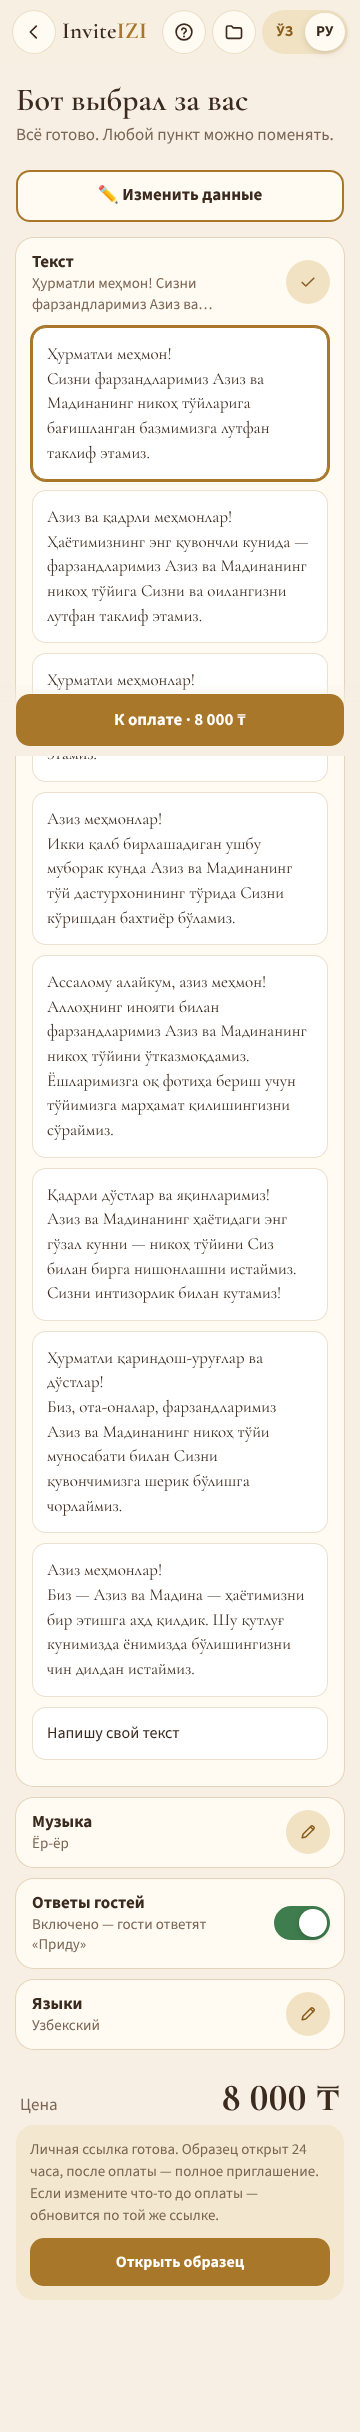 InviteIZI
ЎЗ
РУ
Бот выбрал за вас
Всё готово. Любой пункт можно поменять.
✏️ Изменить данные
Текст
Ҳурматли меҳмон! Сизни
фарзандларимиз Азиз ва…
Ҳурматли меҳмон!
Сизни фарзандларимиз Азиз ва
Мадинанинг никоҳ тўйларига
бағишланган базмимизга лутфан
таклиф этамиз.
Азиз ва қадрли меҳмонлар!
Ҳаётимизнинг энг қувончли кунида —
фарзандларимиз Азиз ва Мадинанинг
никоҳ тўйига Сизни ва оилангизни
лутфан таклиф этамиз.
Ҳурматли меҳмонлар!
К оплате · 8 000 ₸
этамиз.
Азиз меҳмонлар!
Икки қалб бирлашадиган ушбу
муборак кунда Азиз ва Мадинанинг
тўй дастурхонининг тўрида Сизни
кўришдан бахтиёр бўламиз.
Ассалому алайкум, азиз меҳмон!
Аллоҳнинг инояти билан
фарзандларимиз Азиз ва Мадинанинг
никоҳ тўйини ўтказмоқдамиз.
Ёшларимизга оқ фотиҳа бериш учун
тўйимизга марҳамат қилишингизни
сўраймиз.
Қадрли дўстлар ва яқинларимиз!
Азиз ва Мадинанинг ҳаётидаги энг
гўзал кунни — никоҳ тўйини Сиз
билан бирга нишонлашни истаймиз.
Сизни интизорлик билан кутамиз!
Ҳурматли қариндош-уруғлар ва
дўстлар!
Биз, ота-оналар, фарзандларимиз
Азиз ва Мадинанинг никоҳ тўйи
муносабати билан Сизни
қувончимизга шерик бўлишга
чорлаймиз.
Азиз меҳмонлар!
Биз — Азиз ва Мадина — ҳаётимизни
бир этишга аҳд қилдик. Шу қутлуғ
кунимизда ёнимизда бўлишингизни
чин дилдан истаймиз.
Напишу свой текст
Музыка
Ёр-ёр
Ответы гостей
Включено — гости ответят
«Приду»
Языки
Узбекский
Цена
8 000 ₸
Личная ссылка готова. Образец открыт 24
часа, после оплаты — полное приглашение.
Если измените что-то до оплаты —
обновится по той же ссылке.
Открыть образец